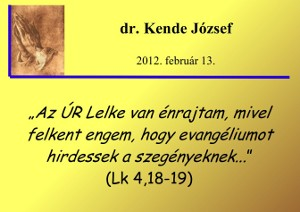 dr. Kende József
2012. február 13.
„Az ÚR Lelke van énrajtam, mivel
felkent engem, hogy evangéliumot
hirdessek a szegényeknek..."
(Lk 4,18-19)